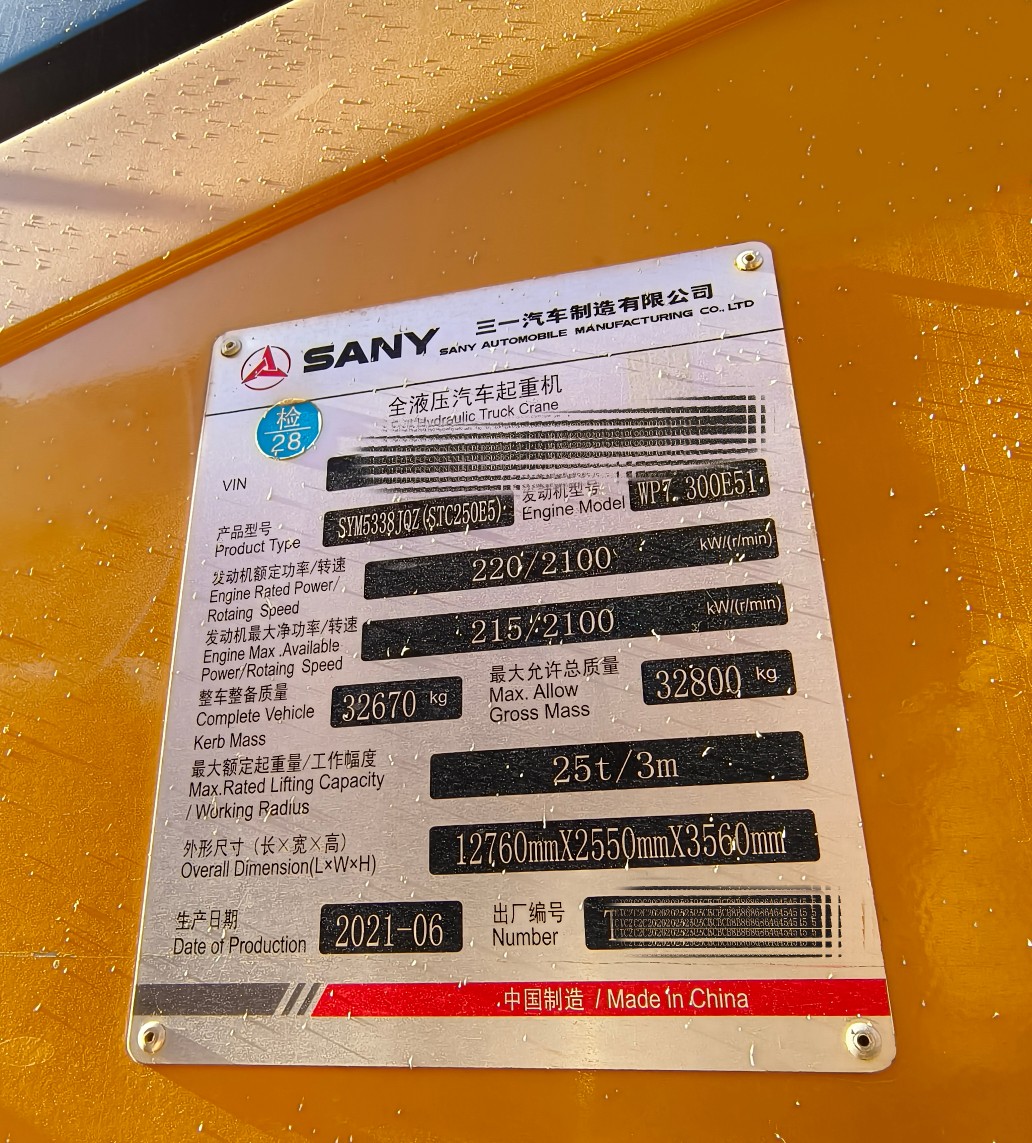 SANY 三一汽车制造有限公司
SANY AUTOMOBILE MANUFACTURING CO., LTD
检
28
全液压汽车起重机
Hydraulic Truck Crane
VIN
产品型号
Product Type
SYM5338JQZ(STC250E5)
发动机型号
Engine Model
WP7.300E51
发动机额定功率/转速
Engine Rated Power/
Rotaing Speed
220/2100 kW/(r/min)
发动机最大净功率/转速
Engine Max .Available
Power/Rotaing Speed
215/2100 kW/(r/min)
整车整备质量
Complete Vehicle
Kerb Mass
32670 kg
最大允许总质量
Max. Allow
Gross Mass
32800 kg
最大额定起重量/工作幅度
Max.Rated Lifting Capacity
/ Working Radius
25t/3m
外形尺寸（长×宽×高）
Overall Dimension(L×W×H)
12760mmX2550mmX3560mm
生产日期
Date of Production
2021-06
出厂编号
Number
中国制造 / Made in China